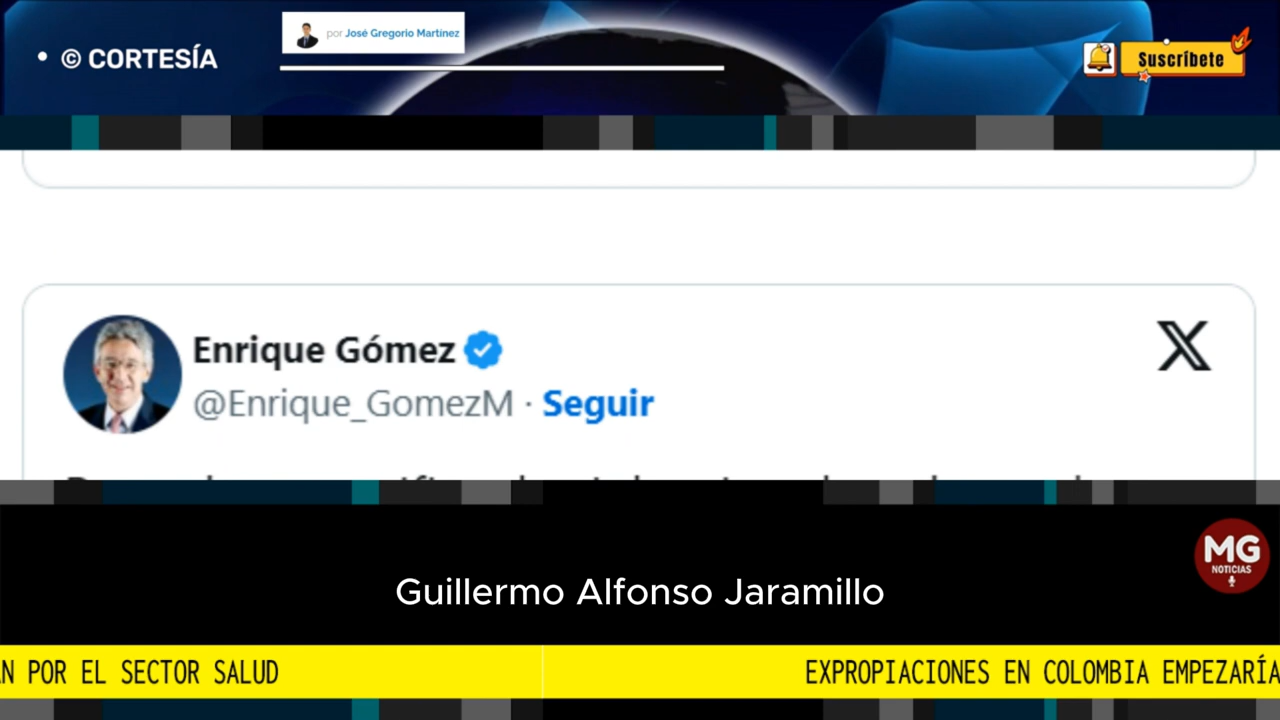 • © CORTESÍA
por José Gregorio Martínez
Suscríbete
Enrique Gómez
@Enrique_GomezM · Seguir
Guillermo Alfonso Jaramillo
MG
NOTICIAS
N POR EL SECTOR SALUD
EXPROPIACIONES EN COLOMBIA EMPEZARÍA